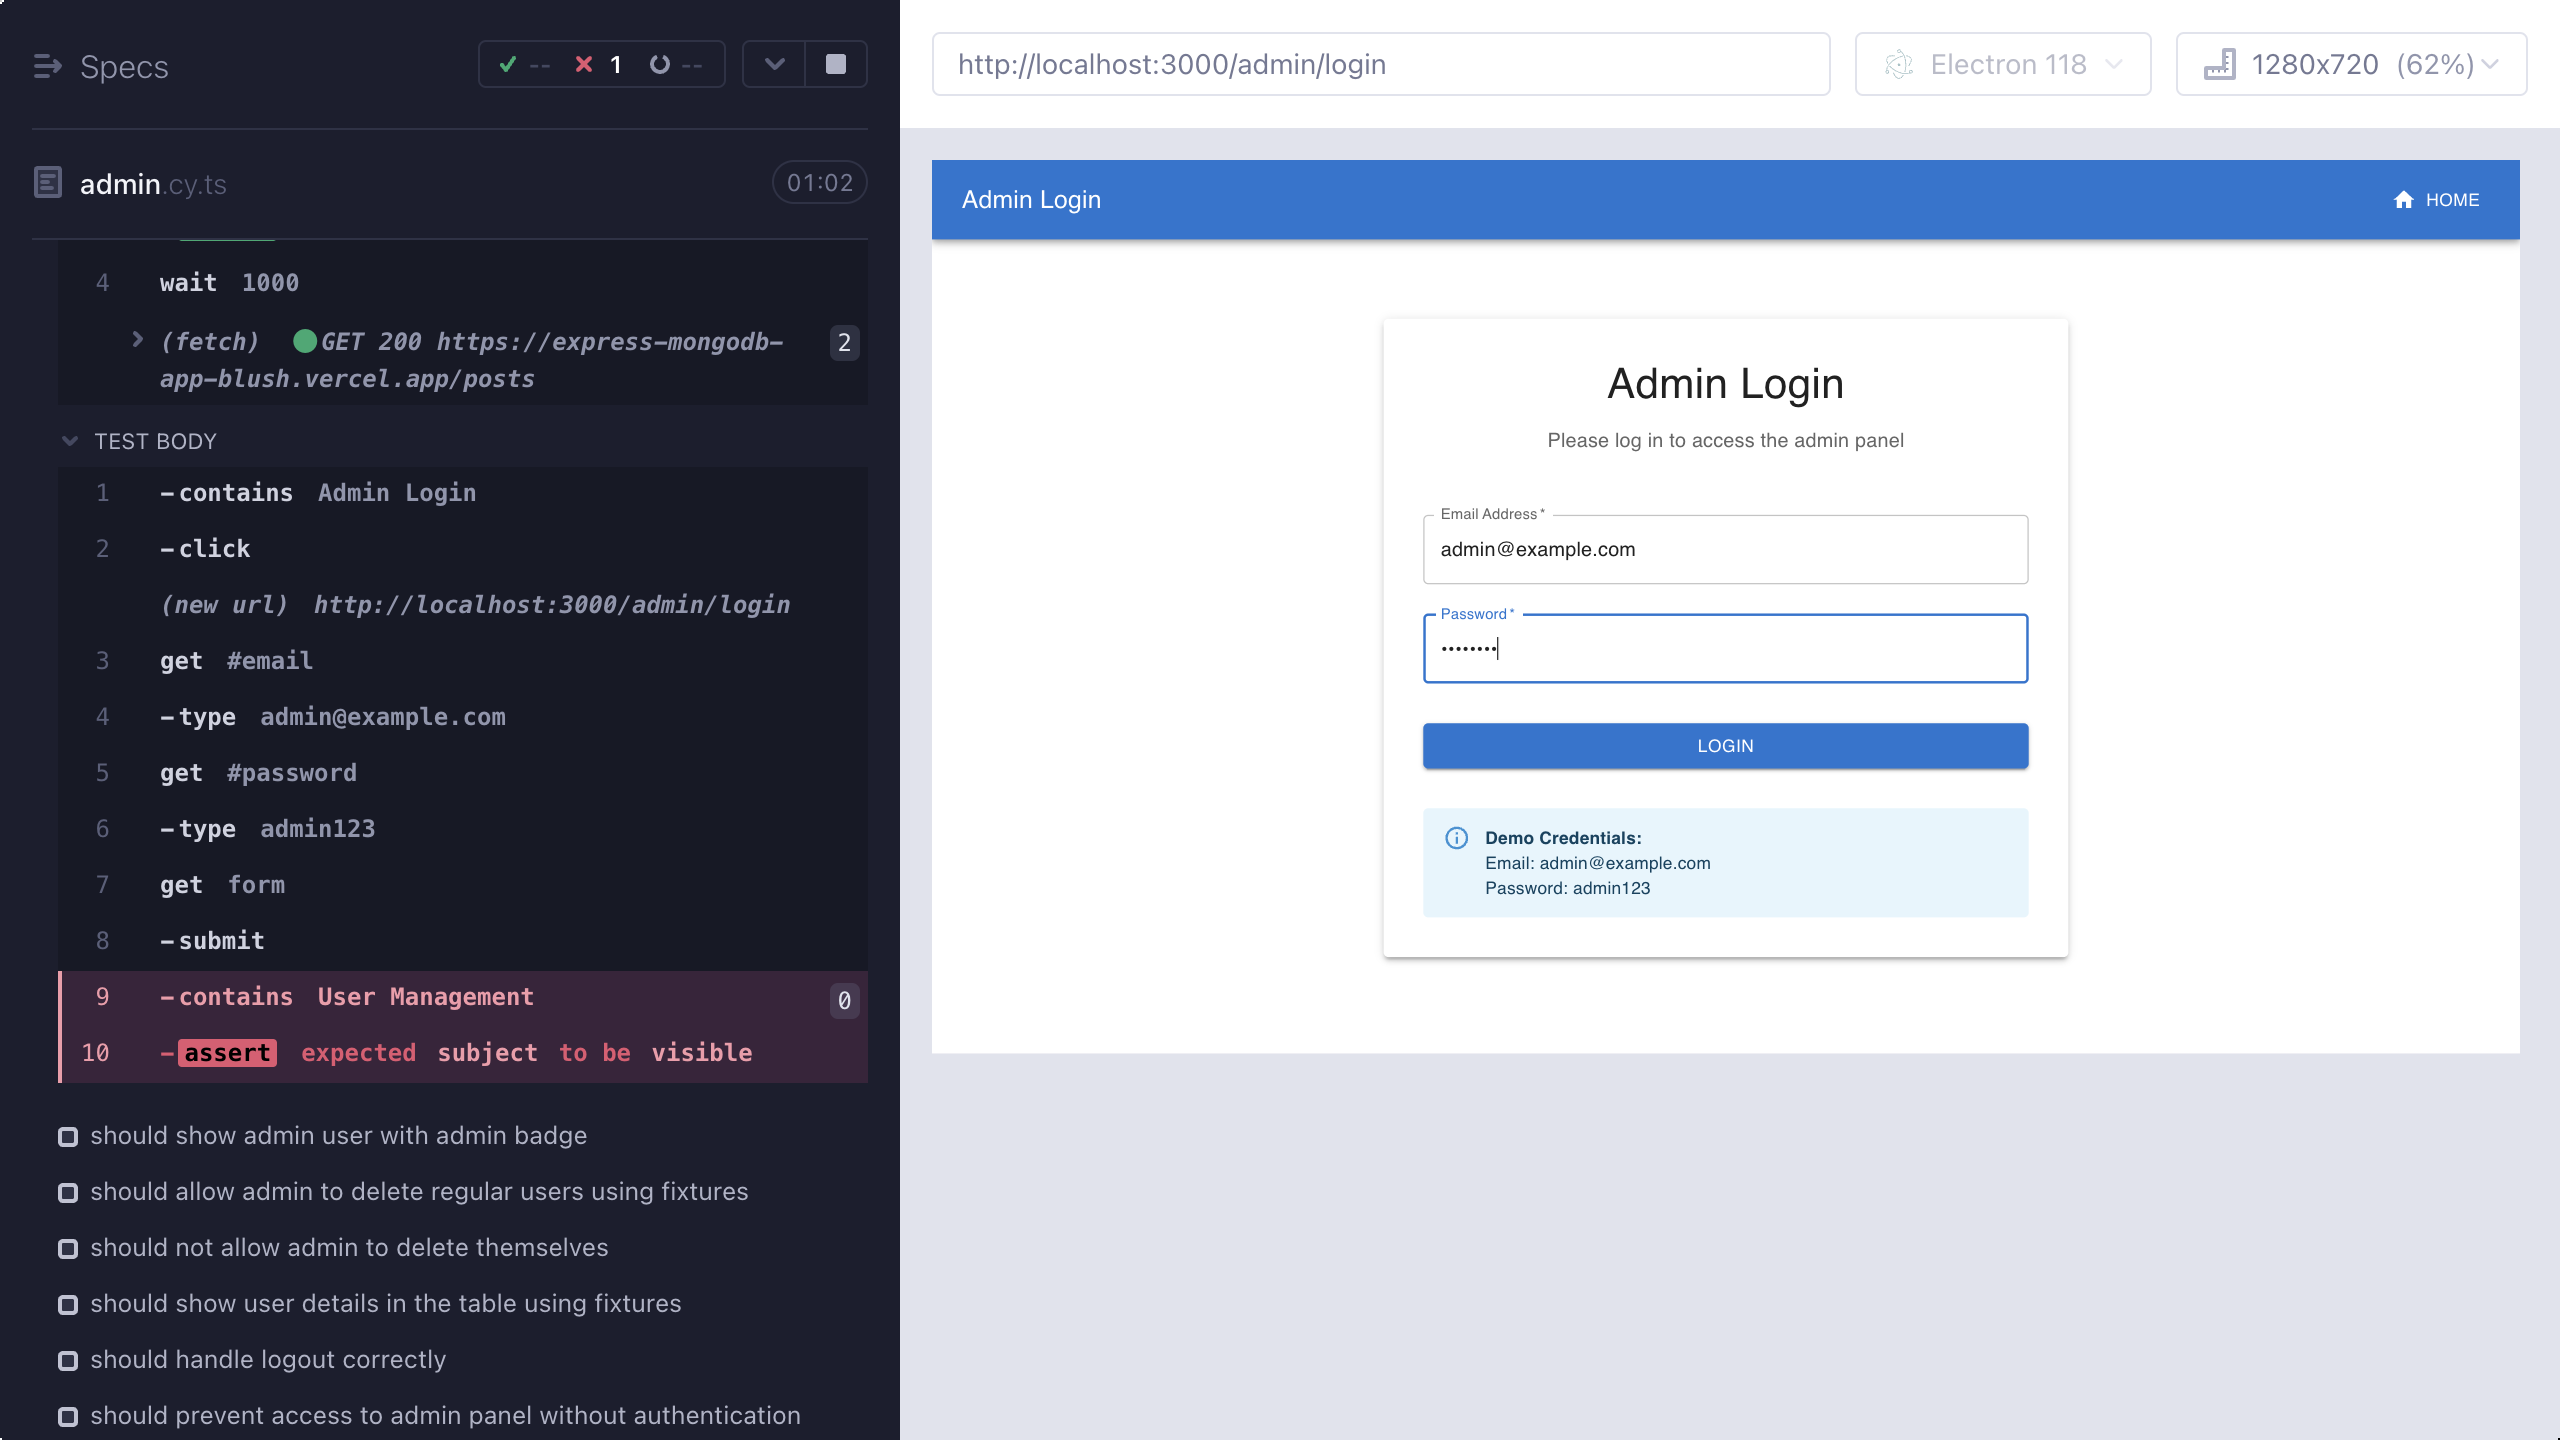 Specs
-- 1 --
admin.cy.ts
01:02
4 wait 1000
(fetch) GET 200 https://express-mongodb-
app-blush.vercel.app/posts
2
TEST BODY
1 -contains Admin Login
2 -click
(new url) http://localhost:3000/admin/login
3 get #email
4 -type admin@example.com
5 get #password
6 -type admin123
7 get form
8 -submit
9 -contains User Management 0
10 -assert expected subject to be visible
should show admin user with admin badge
should allow admin to delete regular users using fixtures
should not allow admin to delete themselves
should show user details in the table using fixtures
should handle logout correctly
should prevent access to admin panel without authentication
http://localhost:3000/admin/login
Electron 118
1280x720 (62%)
Admin Login
HOME
Admin Login
Please log in to access the admin panel
Email Address *
admin@example.com
Password *
••••••••
LOGIN
Demo Credentials:
Email: admin@example.com
Password: admin123